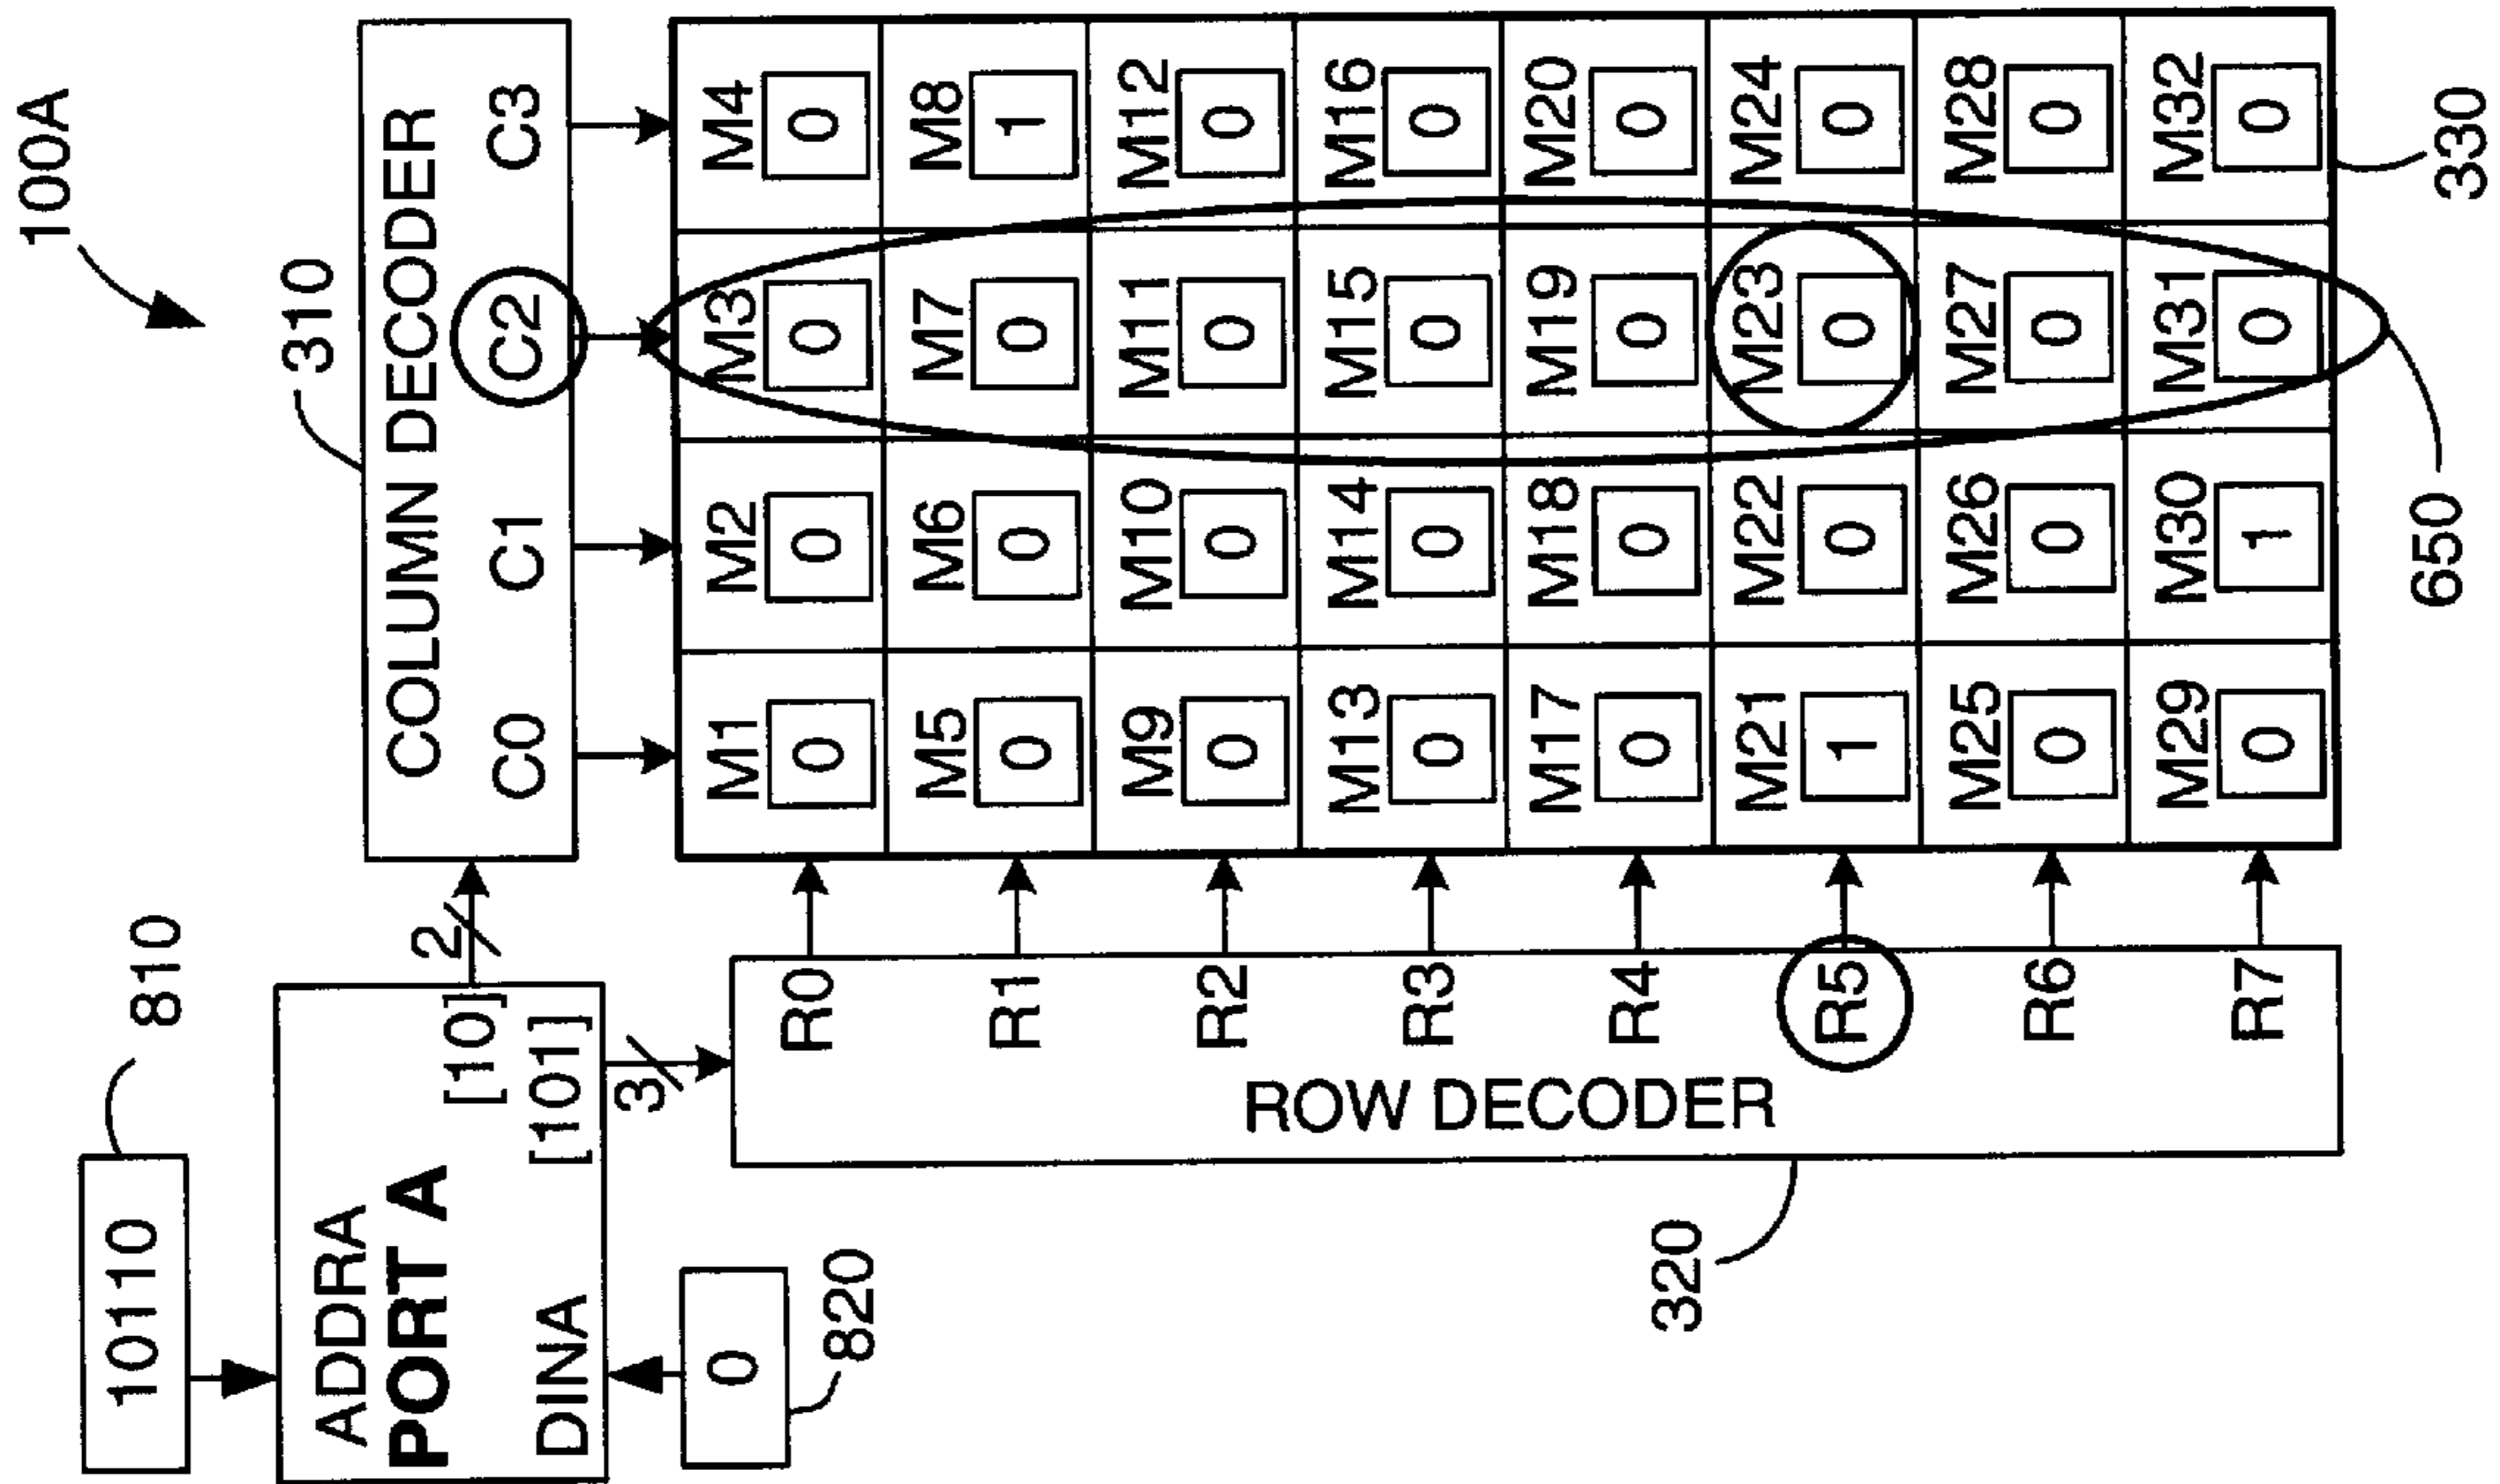 100A
310
COLUMN DECODER
C0 C1 C2 C3
810
10110
ADDRA
PORT A
DINA
[10]
[101]
2
3
0
820
ROW DECODER
320
R0
R1
R2
R3
R4
R5
R6
R7
M1 M2 M3 M4
0 0 0 0
M5 M6 M7 M8
0 0 0 1
M9 M10 M11 M12
0 0 0 0
M13 M14 M15 M16
0 0 0 0
M17 M18 M19 M20
0 0 0 0
M21 M22 M23 M24
1 0 0 0
M25 M26 M27 M28
0 0 0 0
M29 M30 M31 M32
0 1 0 0
650
330